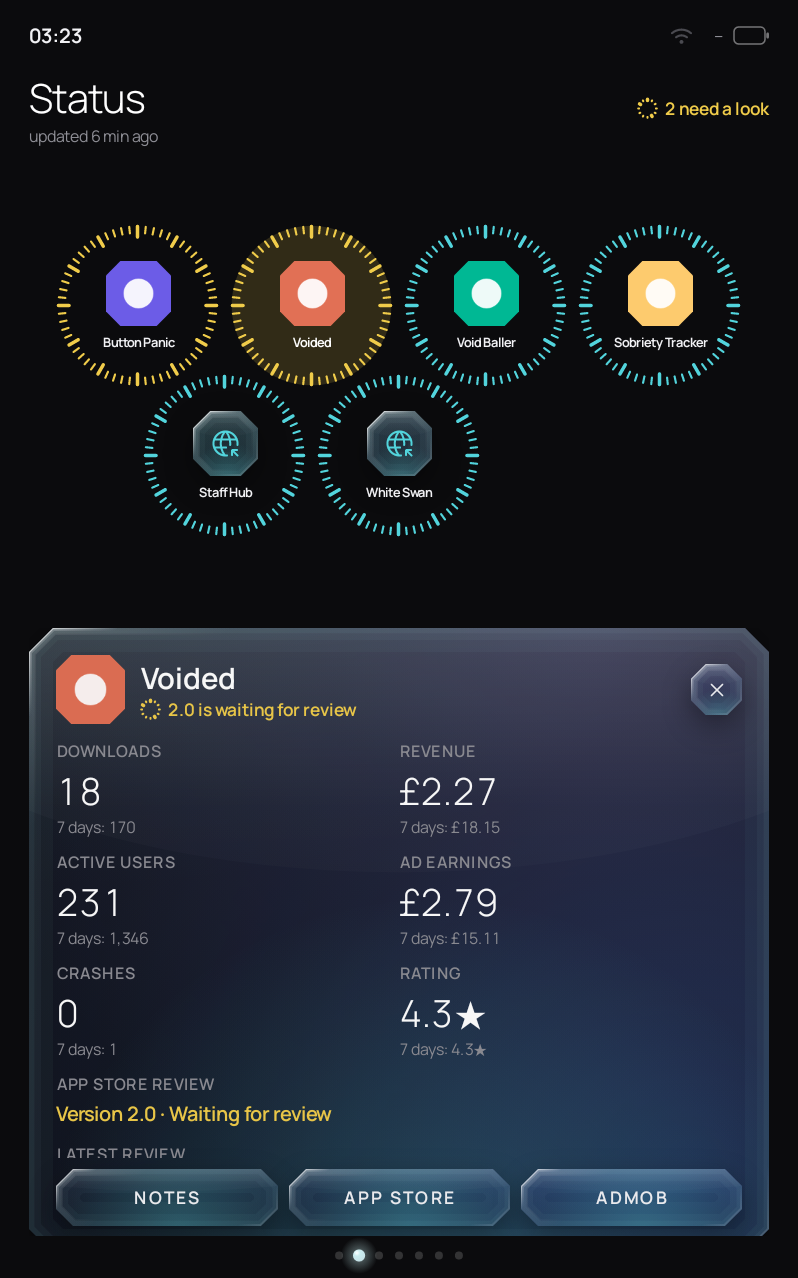 03:23
–
Status
2 need a look
updated 6 min ago
Button Panic
Voided
Void Baller
Sobriety Tracker
Staff Hub
White Swan
Voided
2.0 is waiting for review
DOWNLOADS
REVENUE
18
£2.27
7 days: 170
7 days: £18.15
ACTIVE USERS
AD EARNINGS
231
£2.79
7 days: 1,346
7 days: £15.11
CRASHES
RATING
0
4.3★
7 days: 1
7 days: 4.3★
APP STORE REVIEW
Version 2.0 · Waiting for review
LATEST REVIEW
NOTES
APP STORE
ADMOB